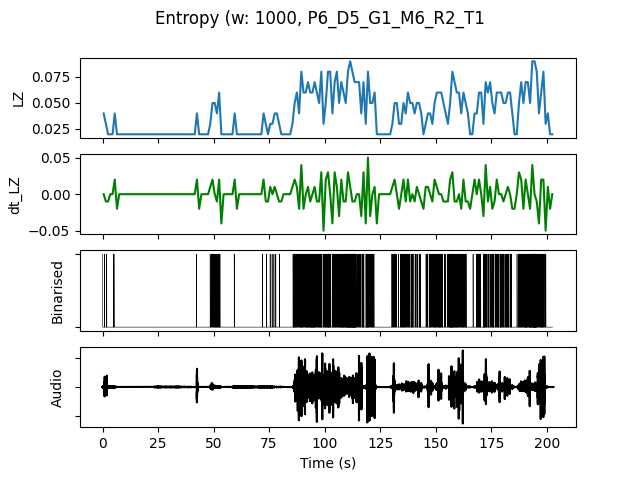 Entropy (w: 1000, P6_D5_G1_M6_R2_T1
LZ
0.075
0.050
0.025
dt_LZ
0.05
0.00
−0.05
Binarised
Audio
0 25 50 75 100 125 150 175 200
Time (s)